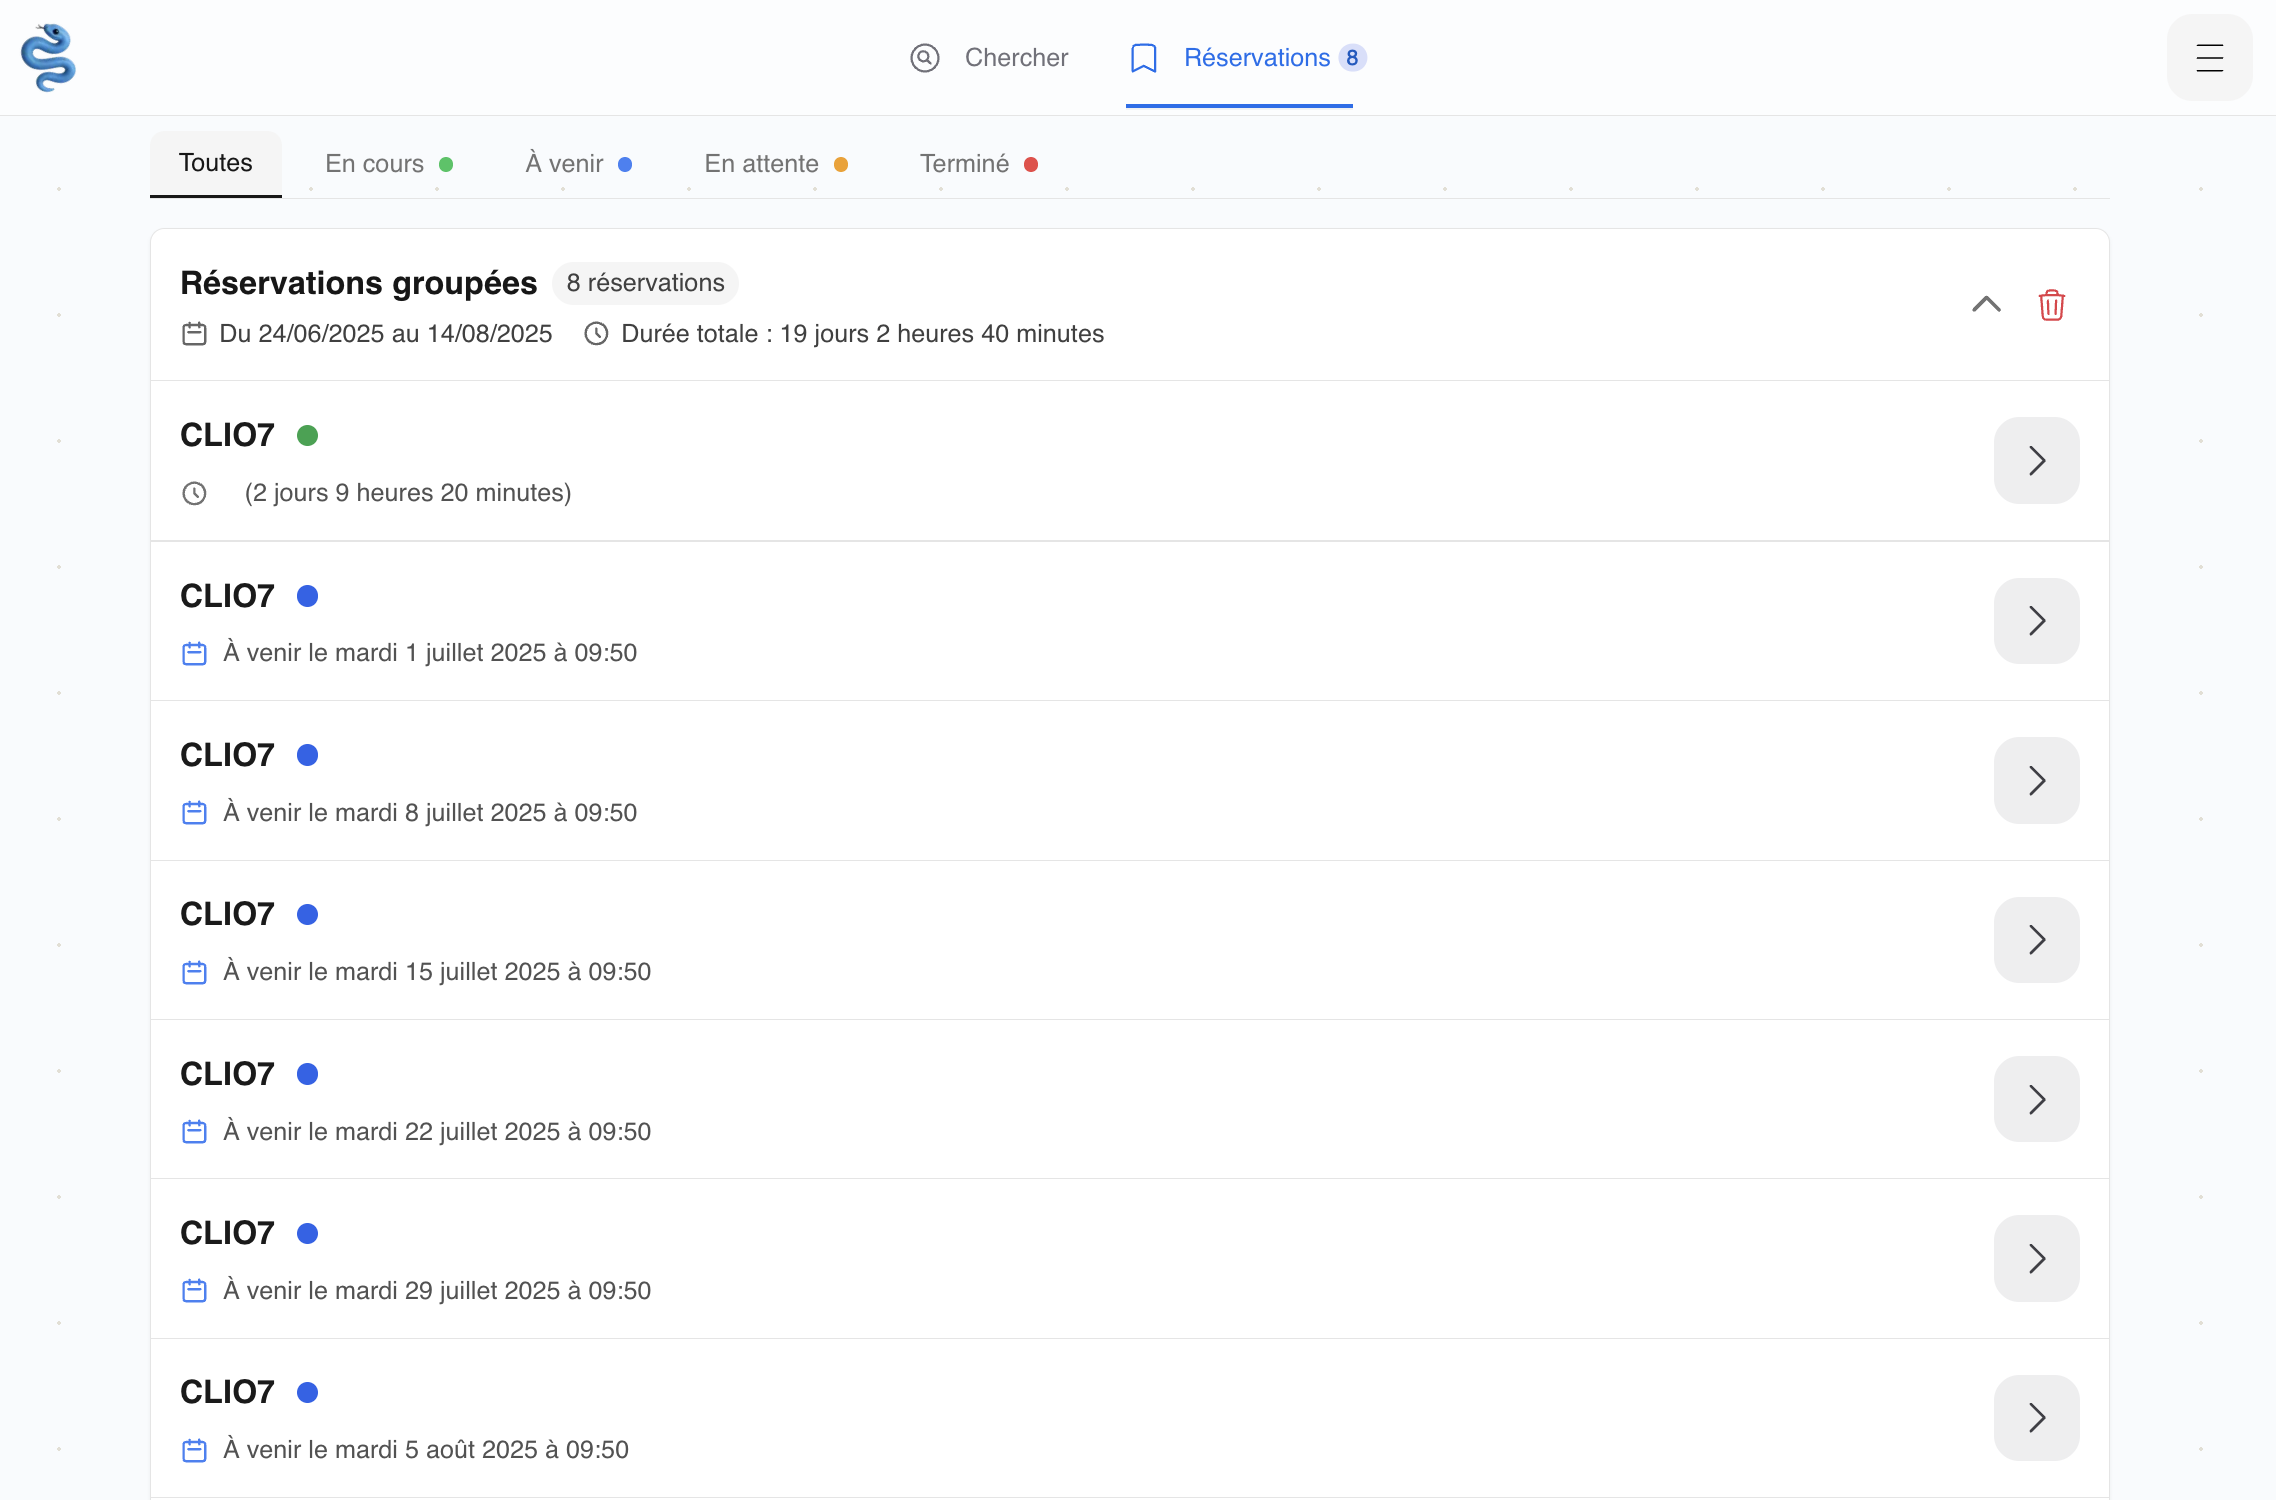 Chercher
Réservations 8
Toutes
En cours
À venir
En attente
Terminé
Réservations groupées 8 réservations
Du 24/06/2025 au 14/08/2025 Durée totale : 19 jours 2 heures 40 minutes
CLIO7
(2 jours 9 heures 20 minutes)
CLIO7
À venir le mardi 1 juillet 2025 à 09:50
CLIO7
À venir le mardi 8 juillet 2025 à 09:50
CLIO7
À venir le mardi 15 juillet 2025 à 09:50
CLIO7
À venir le mardi 22 juillet 2025 à 09:50
CLIO7
À venir le mardi 29 juillet 2025 à 09:50
CLIO7
À venir le mardi 5 août 2025 à 09:50